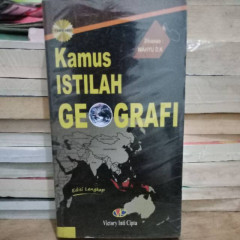 Kamus
ISTILAH
GEOGRAFI
Edisi Lengkap
Victory Inti Cipta